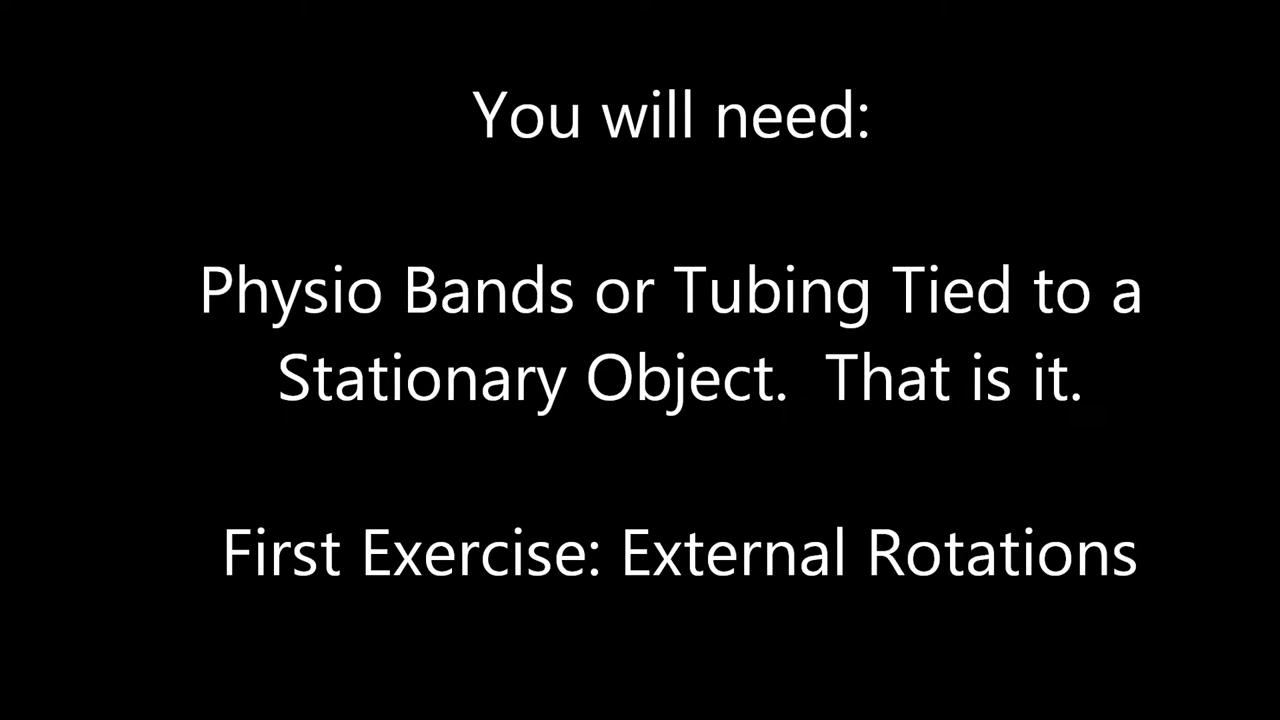 You will need:
Physio Bands or Tubing Tied to a
Stationary Object.  That is it.
First Exercise: External Rotations